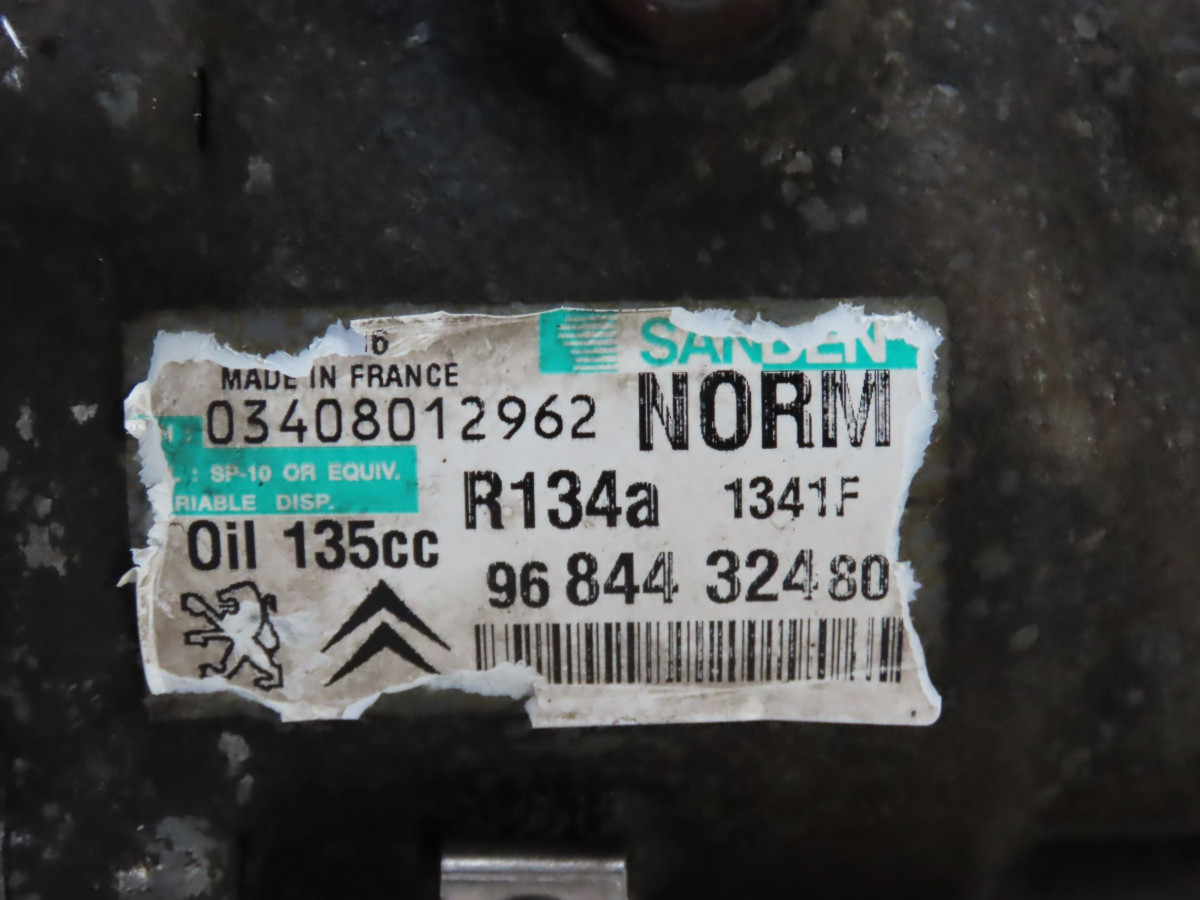 16
SANDEN
MADE IN FRANCE
NORM
03408012962
SP-10 OR EQUIV.
RIABLE DISP.
R134a 1341F
Oil 135cc
96 844 324 80